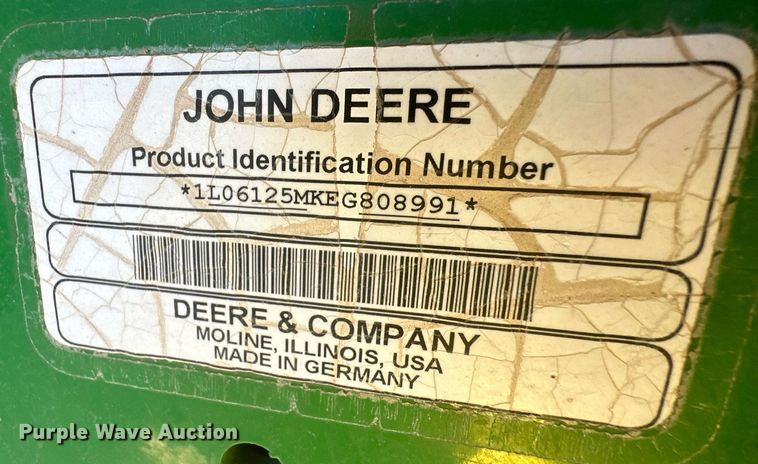 JOHN DEERE
Product Identification Number
*1L06125MKEG808991*
DEERE & COMPANY
MOLINE, ILLINOIS, USA
MADE IN GERMANY
Purple Wave Auction